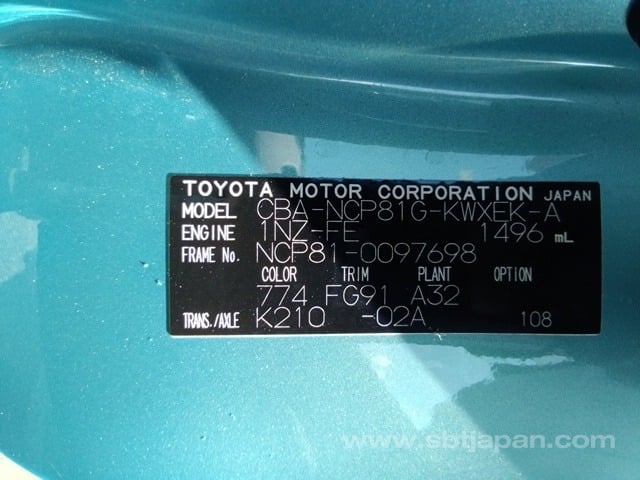 TOYOTA MOTOR CORPORATION JAPAN
MODEL CBA-NCP81G-KWXEK-A
ENGINE 1NZ-FE 1496 mL
FRAME No. NCP81-0097698
COLOR TRIM PLANT OPTION
774 FG91 A32
TRANS./AXLE K210 -02A 108
www.sbtjapan.com